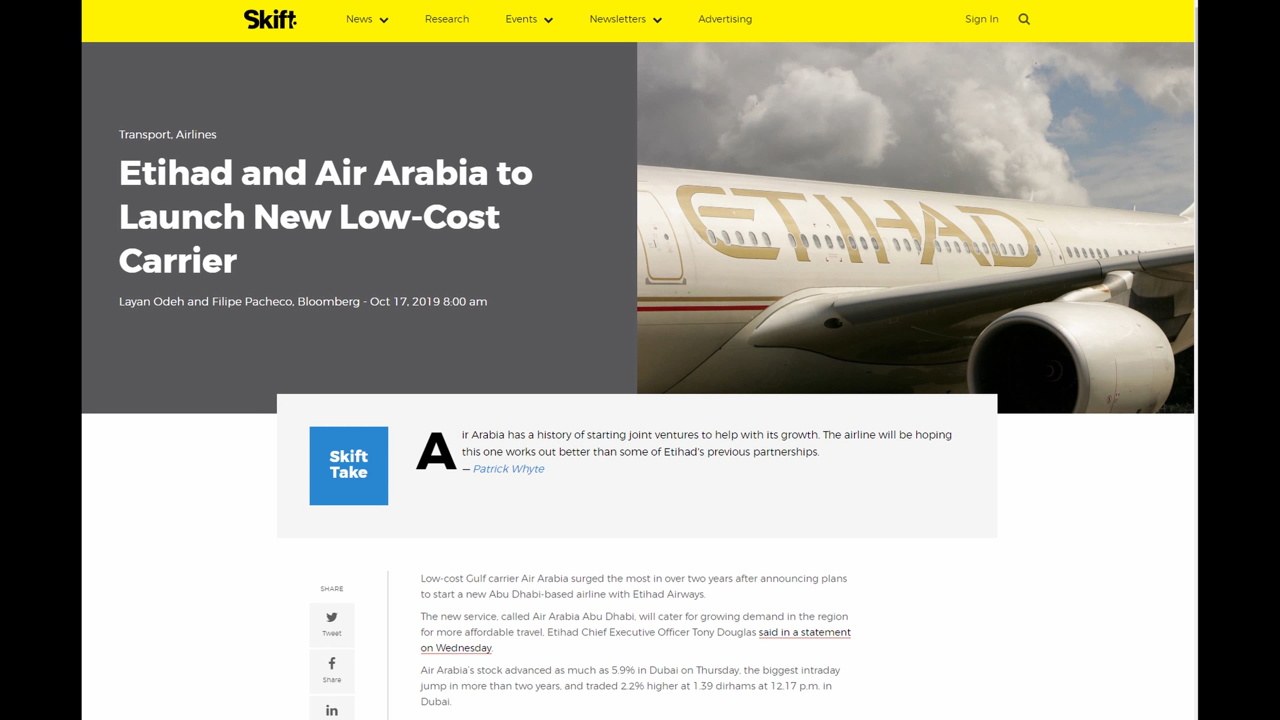 Skift
News
Research
Events
Newsletters
Advertising
Sign In
Transport, Airlines
Etihad and Air Arabia to
Launch New Low-Cost
Carrier
Layan Odeh and Filipe Pacheco, Bloomberg - Oct 17, 2019 8:00 am
ETIHAD
Skift
Take
Air Arabia has a history of starting joint ventures to help with its growth. The airline will be hoping
this one works out better than some of Etihad's previous partnerships.
— Patrick Whyte
SHARE
Tweet
Share
in
Low-cost Gulf carrier Air Arabia surged the most in over two years after announcing plans
to start a new Abu Dhabi-based airline with Etihad Airways.
The new service, called Air Arabia Abu Dhabi, will cater for growing demand in the region
for more affordable travel, Etihad Chief Executive Officer Tony Douglas said in a statement
on Wednesday.
Air Arabia's stock advanced as much as 5.9% in Dubai on Thursday, the biggest intraday
jump in more than two years, and traded 2.2% higher at 1.39 dirhams at 12.17 p.m. in
Dubai.